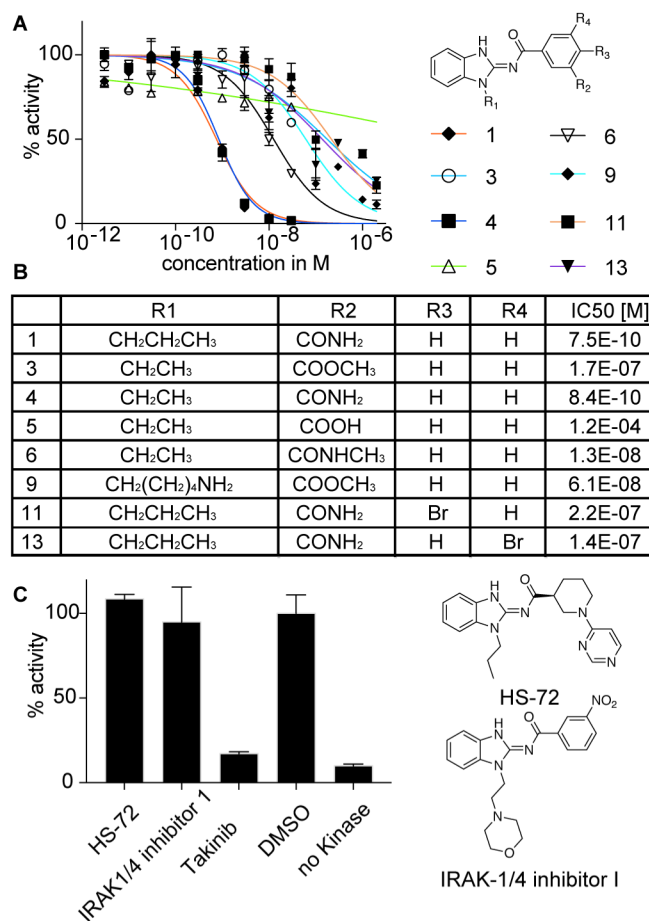 A
% activity
100
50
0
10-12 10-10 10-8 10-6
concentration in M
HN
N
N
O
R1
R2
R3
R4
1 6
3 9
4 11
5 13
B
R1 R2 R3 R4 IC50 [M]
1 CH2CH2CH3 CONH2 H H 7.5E-10
3 CH2CH3 COOCH3 H H 1.7E-07
4 CH2CH3 CONH2 H H 8.4E-10
5 CH2CH3 COOH H H 1.2E-04
6 CH2CH3 CONHCH3 H H 1.3E-08
9 CH2(CH2)4NH2 COOCH3 H H 6.1E-08
11 CH2CH2CH3 CONH2 Br H 2.2E-07
13 CH2CH2CH3 CONH2 H Br 1.4E-07
C
% activity
100
50
0
HS-72
IRAK1/4 inhibitor 1
Takinib
DMSO
no Kinase
HN
N
N
O
N
N
N
HS-72
HN
N
N
O
NO2
N
O
IRAK-1/4 inhibitor I